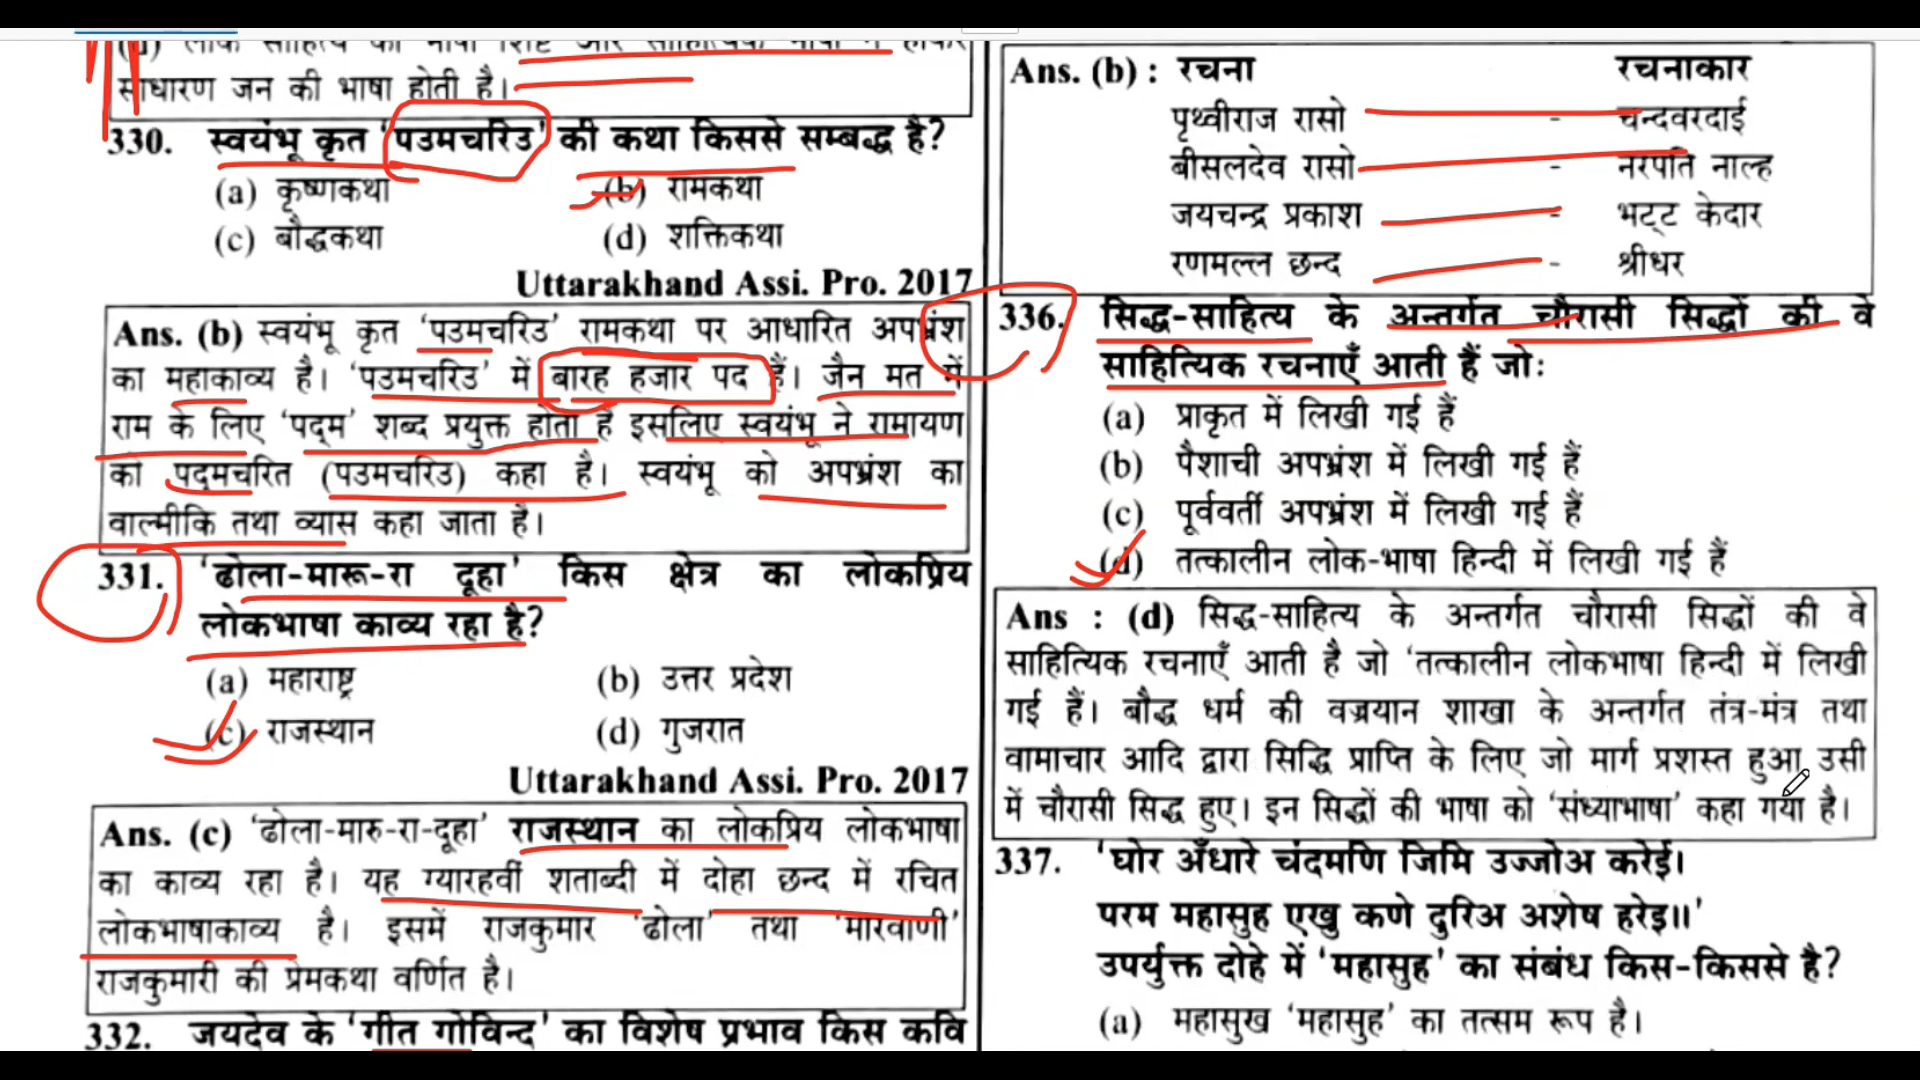 (d) लोक साहित्य की भाषा शिष्ट और साहित्यिक भाषा न होकर
साधारण जन की भाषा होती है।
330. स्वयंभू कृत 'पउमचरिउ' की कथा किससे सम्बद्ध है?
(a) कृष्णकथा (b) रामकथा
(c) बौद्धकथा (d) शक्तिकथा
Uttarakhand Assi. Pro. 2017
Ans. (b) स्वयंभू कृत 'पउमचरिउ' रामकथा पर आधारित अपभ्रंश
का महाकाव्य है। 'पउमचरिउ' में बारह हजार पद हैं। जैन मत में
राम के लिए 'पद्म' शब्द प्रयुक्त होता है इसलिए स्वयंभू ने रामायण
को पद्मचरित (पउमचरिउ) कहा है। स्वयंभू को अपभ्रंश का
वाल्मीकि तथा व्यास कहा जाता है।
331. 'ढोला-मारू-रा दूहा' किस क्षेत्र का लोकप्रिय
लोकभाषा काव्य रहा है?
(a) महाराष्ट्र (b) उत्तर प्रदेश
(c) राजस्थान (d) गुजरात
Uttarakhand Assi. Pro. 2017
Ans. (c) 'ढोला-मारु-रा-दूहा' राजस्थान का लोकप्रिय लोकभाषा
का काव्य रहा है। यह ग्यारहवीं शताब्दी में दोहा छन्द में रचित
लोकभाषाकाव्य है। इसमें राजकुमार 'ढोला' तथा 'मारवाणी'
राजकुमारी की प्रेमकथा वर्णित है।
332. जयदेव के 'गीत गोविन्द' का विशेष प्रभाव किस कवि
Ans. (b) : रचना रचनाकार
पृथ्वीराज रासो - चन्दवरदाई
बीसलदेव रासो - नरपति नाल्ह
जयचन्द्र प्रकाश - भट्ट केदार
रणमल्ल छन्द - श्रीधर
336. सिद्ध-साहित्य के अन्तर्गत चौरासी सिद्धों की वे
साहित्यिक रचनाएँ आती हैं जो:
(a) प्राकृत में लिखी गई हैं
(b) पैशाची अपभ्रंश में लिखी गई हैं
(c) पूर्ववर्ती अपभ्रंश में लिखी गई हैं
(d) तत्कालीन लोक-भाषा हिन्दी में लिखी गई हैं
Ans : (d) सिद्ध-साहित्य के अन्तर्गत चौरासी सिद्धों की वे
साहित्यिक रचनाएँ आती है जो 'तत्कालीन लोकभाषा हिन्दी में लिखी
गई हैं। बौद्ध धर्म की वज्रयान शाखा के अन्तर्गत तंत्र-मंत्र तथा
वामाचार आदि द्वारा सिद्धि प्राप्ति के लिए जो मार्ग प्रशस्त हुआ उसी
में चौरासी सिद्ध हुए। इन सिद्धों की भाषा को 'संध्याभाषा' कहा गया है।
337. 'घोर अँधारे चंदमणि जिमि उज्जोअ करेई।
परम महासुह एखु कणे दुरिअ अशेष हरेइ॥'
उपर्युक्त दोहे में 'महासुह' का संबंध किस-किससे है?
(a) महासुख 'महासुह' का तत्सम रूप है।